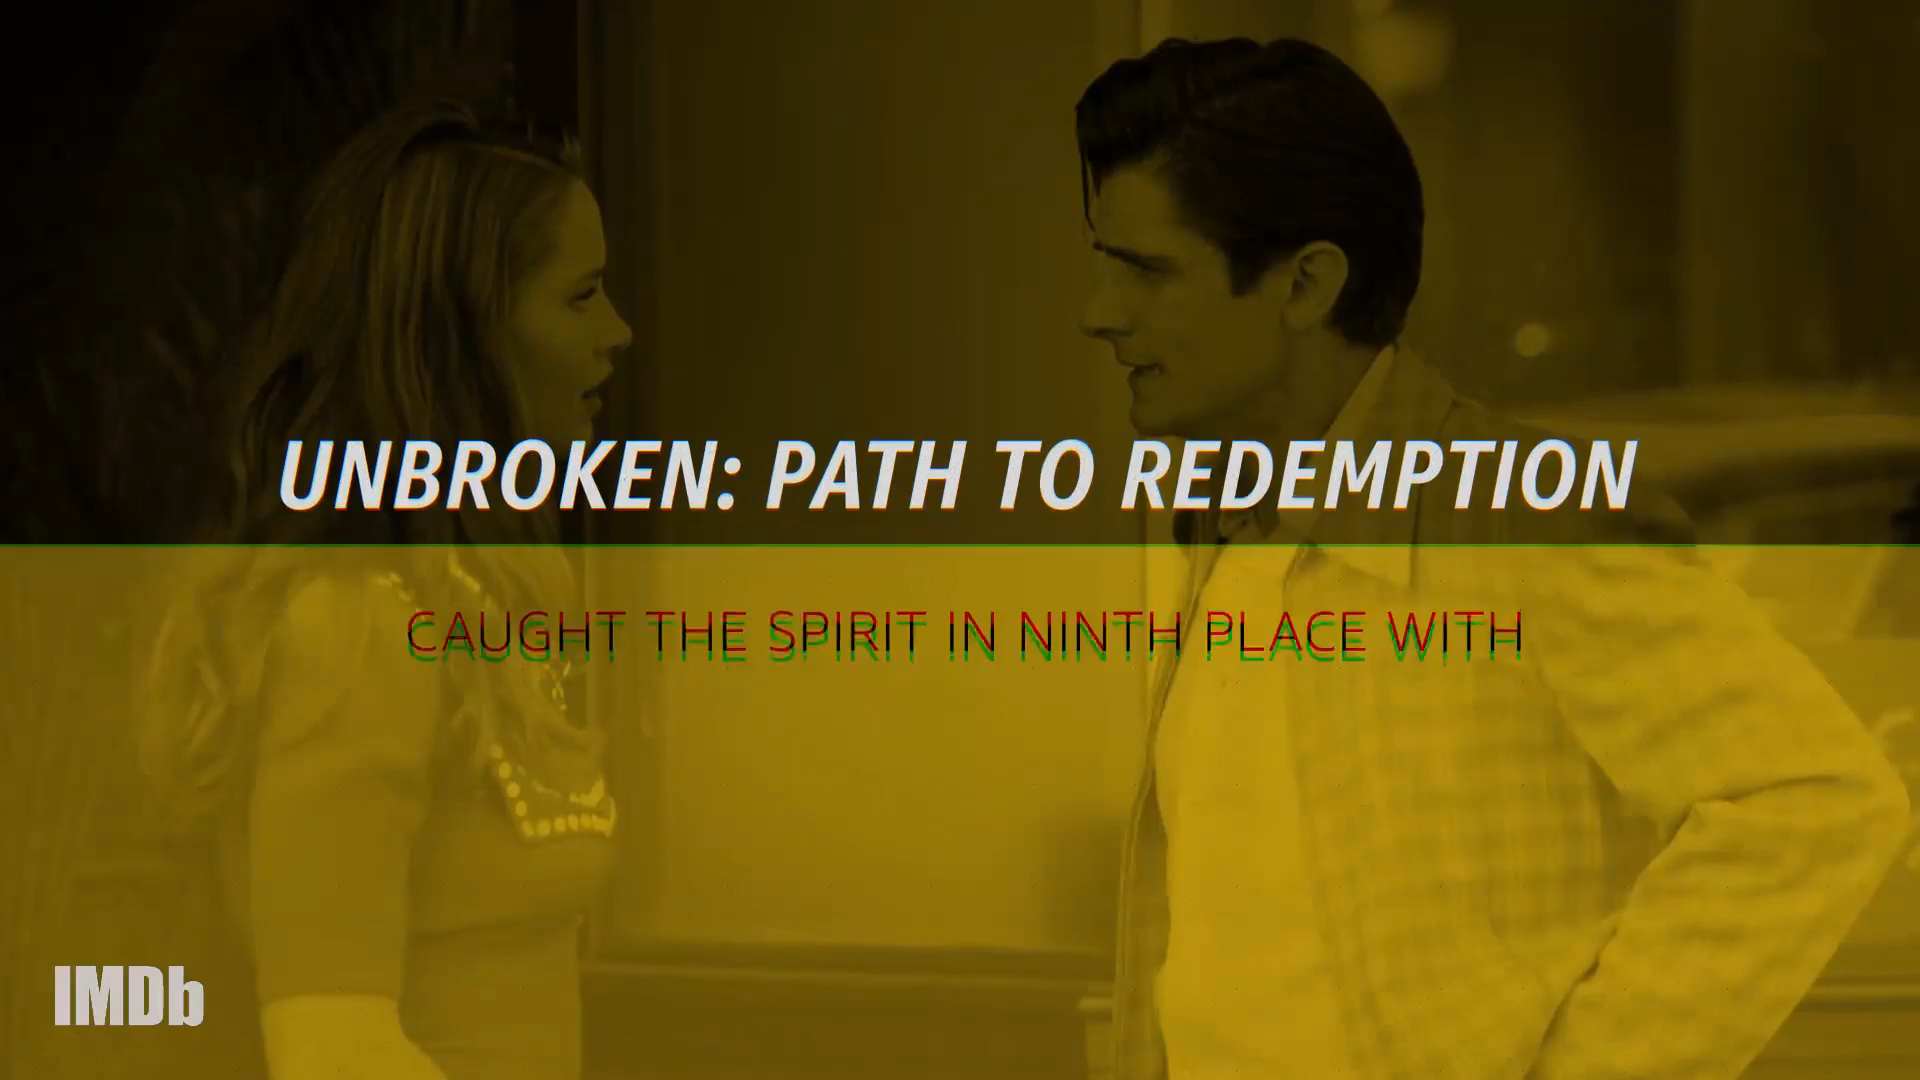 UNBROKEN: PATH TO REDEMPTION
CAUGHT THE SPIRIT IN NINTH PLACE WITH
IMDb